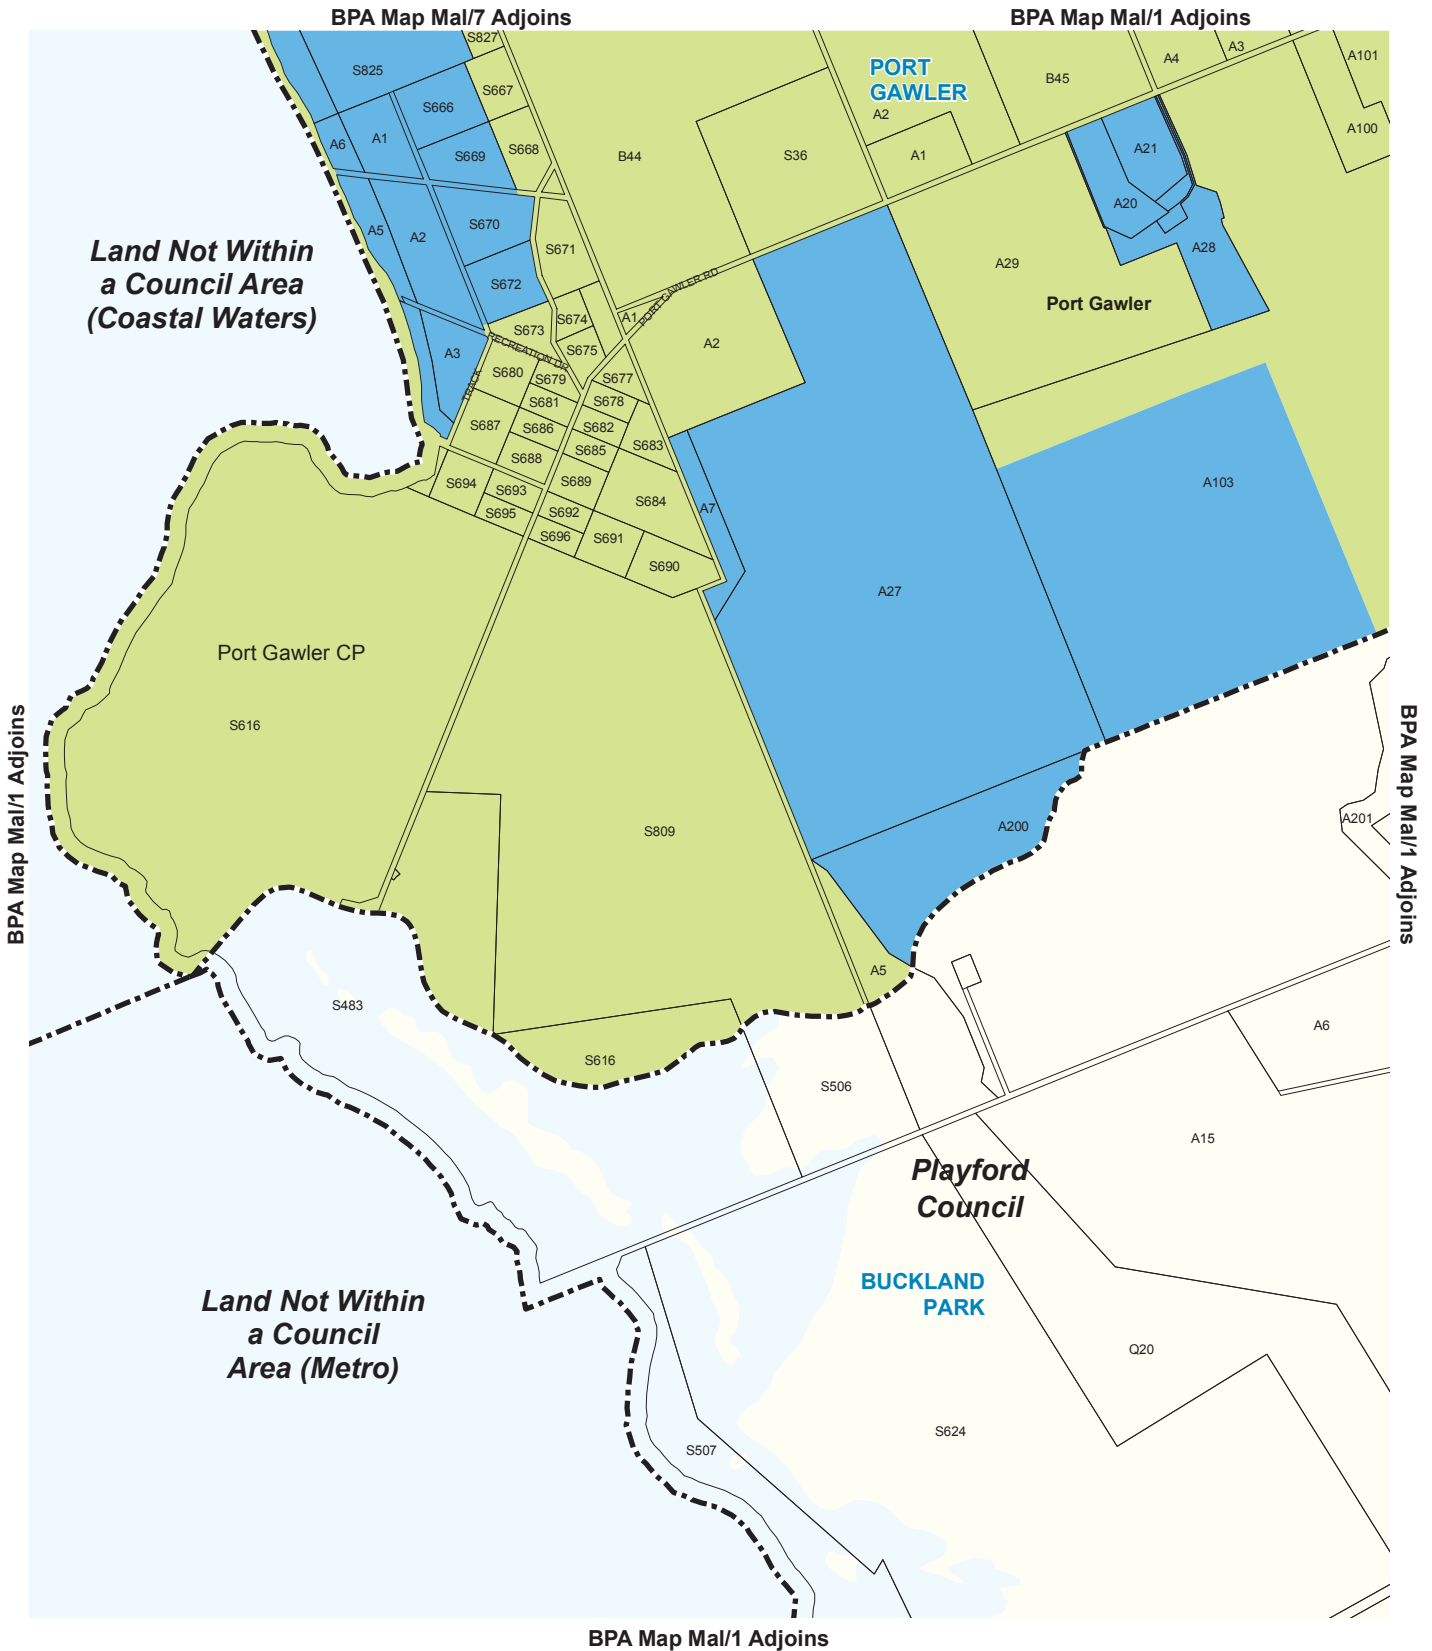 BPA Map Mal/7 Adjoins
BPA Map Mal/1 Adjoins
S827
A3
A4
A101
S825
PORT
GAWLER
B45
S667
S666
A2
A100
A6
A1
S668
S669
B44
S36
A1
A21
A20
A5
A2
S670
S671
A28
Land Not Within
a Council Area
(Coastal Waters)
A29
S672
PORT GAWLER RD
Port Gawler
S674
A1
S673
RECREATION DR
S675
A2
A3
TRACK
S680
S679
S677
S681
S678
S687
S686
S682
S683
S688
S685
S694
S693
S689
S684
A7
A103
S695
S692
S696
S691
S690
A27
Port Gawler CP
S616
BPA Map Mal/1 Adjoins
BPA Map Mal/1 Adjoins
S809
A200
A201
A5
S483
A6
S616
S506
A15
Playford
Council
BUCKLAND
PARK
Land Not Within
a Council
Area (Metro)
Q20
S624
S507
BPA Map Mal/1 Adjoins